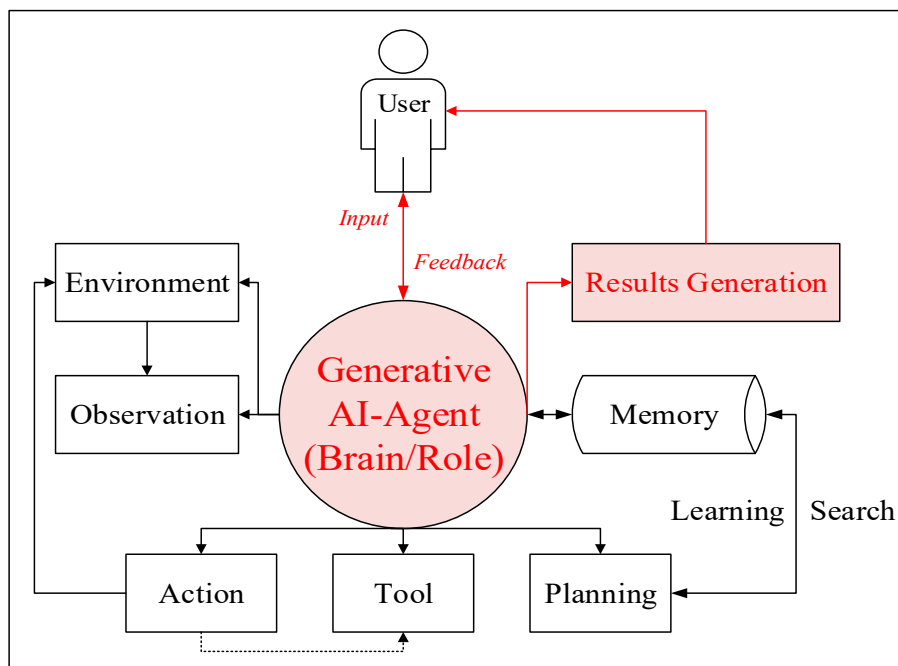 User
Input
Feedback
Environment
Results Generation
Observation
Generative
AI-Agent
(Brain/Role)
Memory
Learning
Search
Action
Tool
Planning